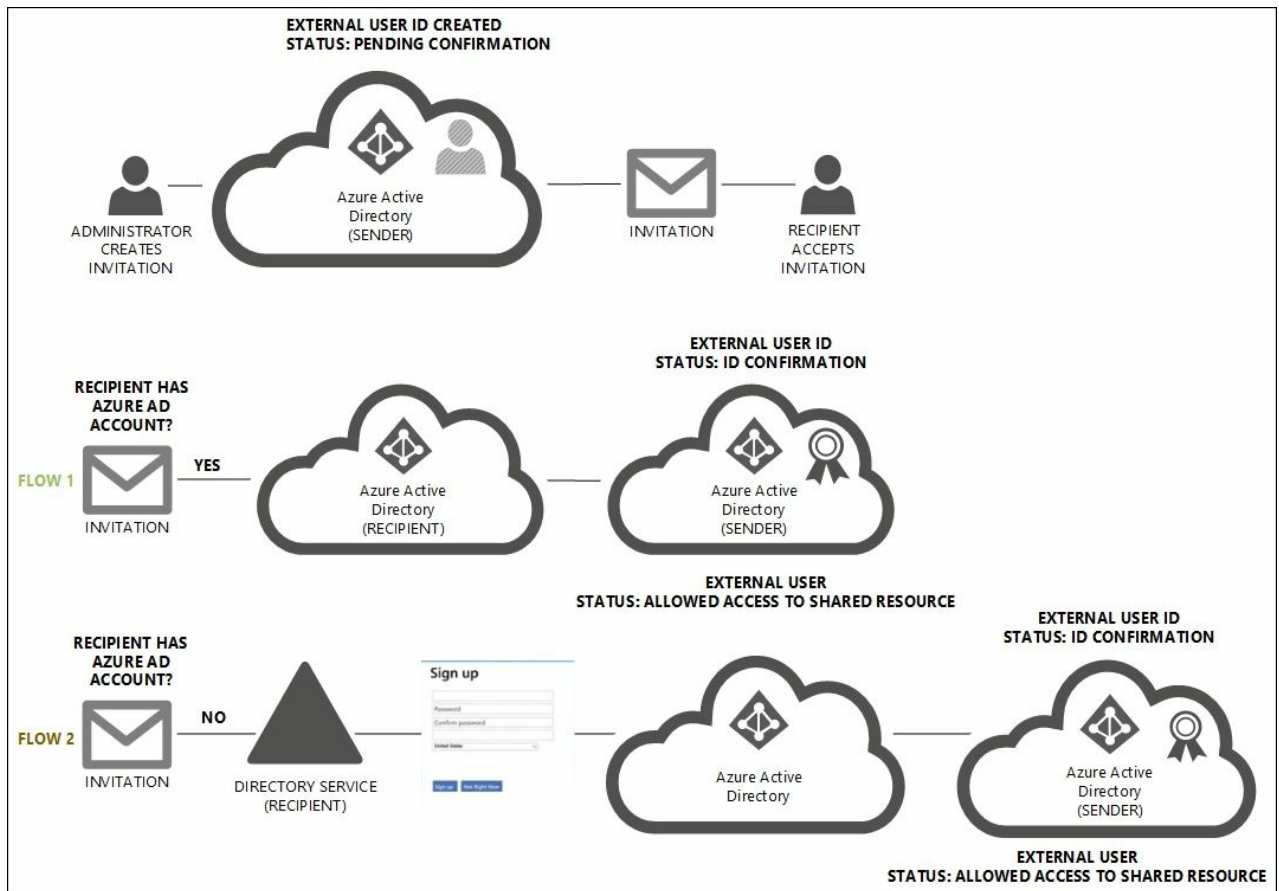 EXTERNAL USER ID CREATED
STATUS: PENDING CONFIRMATION
Azure Active
Directory
(SENDER)
ADMINISTRATOR
CREATES
INVITATION
INVITATION
RECIPIENT
ACCEPTS
INVITATION
EXTERNAL USER ID
STATUS: ID CONFIRMATION
RECIPIENT HAS
AZURE AD
ACCOUNT?
FLOW 1
YES
INVITATION
Azure Active
Directory
(RECIPIENT)
Azure Active
Directory
(SENDER)
EXTERNAL USER
STATUS: ALLOWED ACCESS TO SHARED RESOURCE
EXTERNAL USER ID
STATUS: ID CONFIRMATION
RECIPIENT HAS
AZURE AD
ACCOUNT?
FLOW 2
NO
INVITATION
DIRECTORY SERVICE
(RECIPIENT)
Sign up
Password
Confirm password
United States
Sign up
Not Right Now
Azure Active
Directory
Azure Active
Directory
(SENDER)
EXTERNAL USER
STATUS: ALLOWED ACCESS TO SHARED RESOURCE